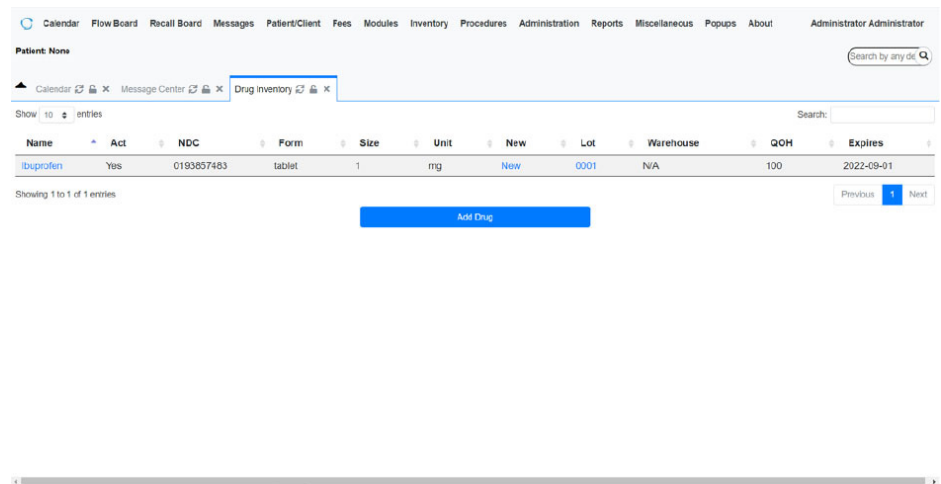 Calendar Flow Board Recall Board Messages Patient/Client Fees Modules Inventory Procedures Administration Reports Miscellaneous Popups About Administrator Administrator
Patient: None
Search by any de
Calendar Message Center Drug Inventory
Show 10 entries Search:
Name Act NDC Form Size Unit New Lot Warehouse QOH Expires
Ibuprofen Yes 0193857483 tablet 1 mg New 0001 N/A 100 2022-09-01
Showing 1 to 1 of 1 entries Previous 1 Next
Add Drug